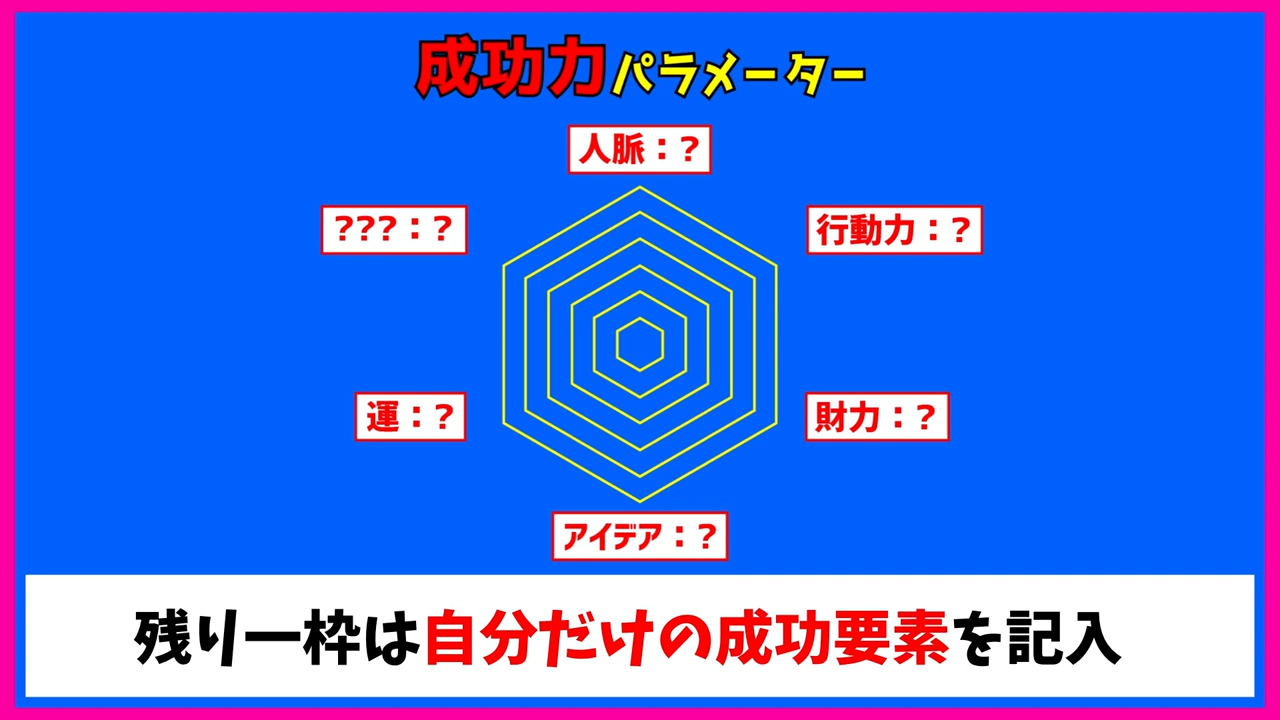 成功力パラメーター
人脈：?
???：?
行動力：?
運：?
財力：?
アイデア：?
残り一枠は自分だけの成功要素を記入